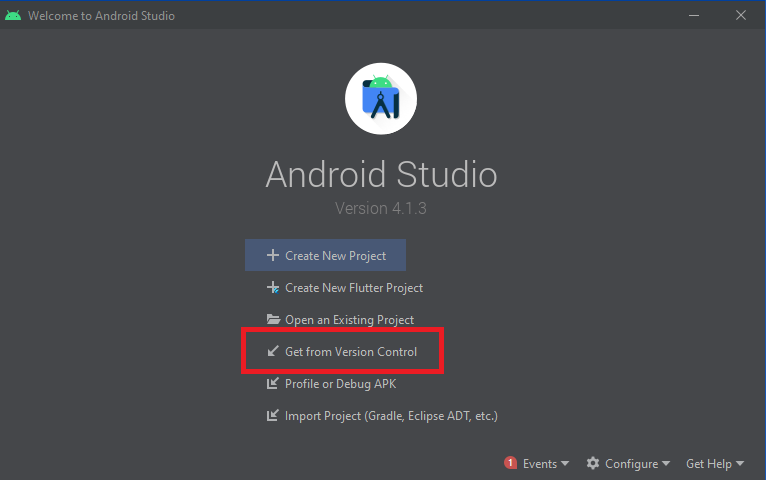 Welcome to Android Studio
Android Studio
Version 4.1.3
Create New Project
Create New Flutter Project
Open an Existing Project
Get from Version Control
Profile or Debug APK
Import Project (Gradle, Eclipse ADT, etc.)
1 Events Configure Get Help